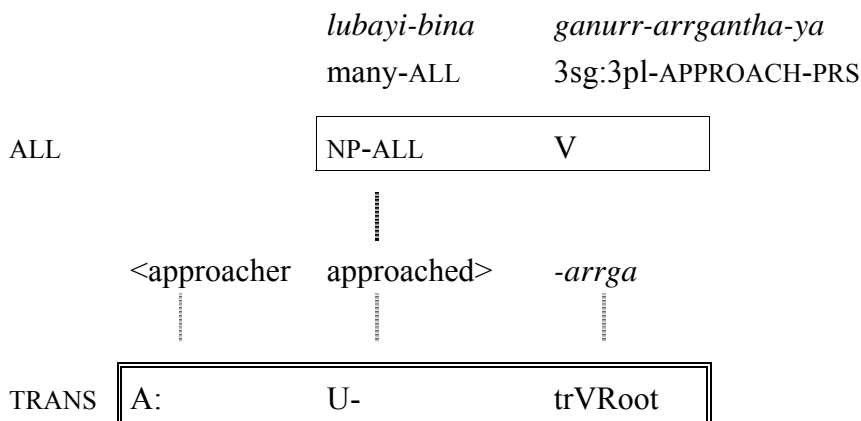 lubayi-bina ganurr-arrgantha-ya
many-ALL 3sg:3pl-APPROACH-PRS
ALL NP-ALL V
<approacher approached> -arrga
TRANS A: U- trVRoot